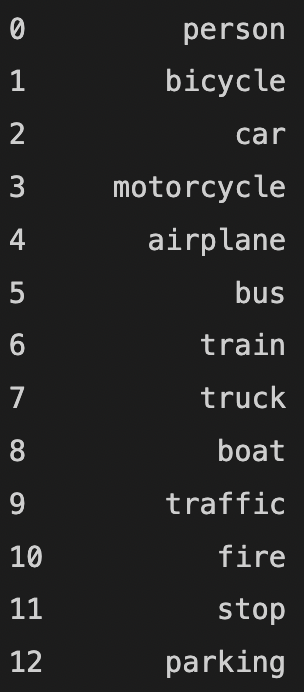 0 person
1 bicycle
2 car
3 motorcycle
4 airplane
5 bus
6 train
7 truck
8 boat
9 traffic
10 fire
11 stop
12 parking